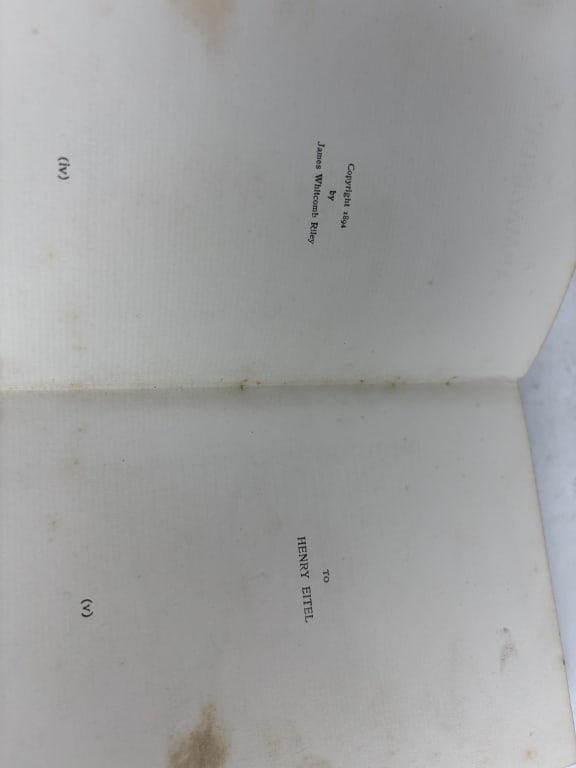 Copyright 1894
by
James Whitcomb Riley
(iv)
TO
HENRY EITEL
(v)